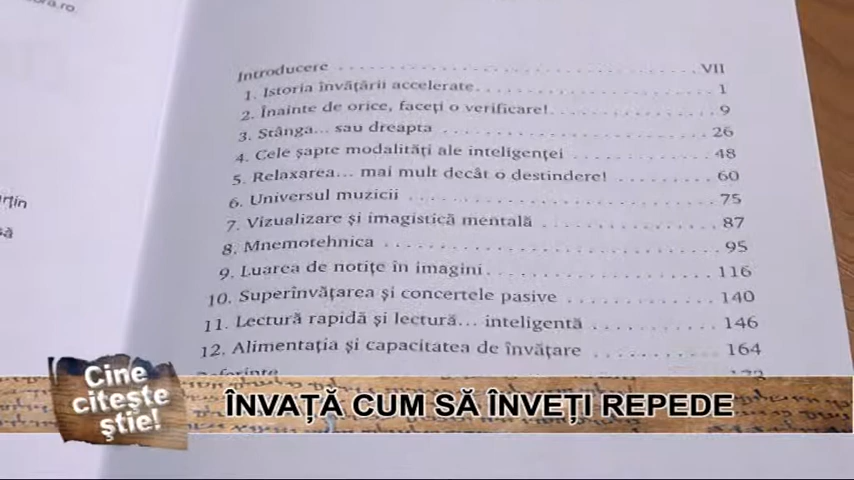 Introducere . . . . . . . . . . . . . . . . . . . . . . . . . . . . . . . . . . VII
1. Istoria învățării accelerate. . . . . . . . . . . . . . . . . . . . . . . . 1
2. Înainte de orice, faceți o verificare!. . . . . . . . . . . . . . . . . . 9
3. Stânga... sau dreapta . . . . . . . . . . . . . . . . . . . . . . . . . . 26
4. Cele șapte modalități ale inteligenței . . . . . . . . . . . . . . 48
5. Relaxarea... mai mult decât o destindere! . . . . . . . . . . 60
6. Universul muzicii . . . . . . . . . . . . . . . . . . . . . . . . . . . . 75
7. Vizualizare și imagistică mentală . . . . . . . . . . . . . . . . . 87
8. Mnemotehnica . . . . . . . . . . . . . . . . . . . . . . . . . . . . . . 95
9. Luarea de notițe în imagini. . . . . . . . . . . . . . . . . . . . . 116
10. Superînvățarea și concertele pasive . . . . . . . . . . . . . 140
11. Lectură rapidă și lectură... inteligentă . . . . . . . . . . . 146
12. Alimentația și capacitatea de învățare . . . . . . . . . . . 164
Cine
citește
știe!
ÎNVAȚĂ CUM SĂ ÎNVEȚI REPEDE